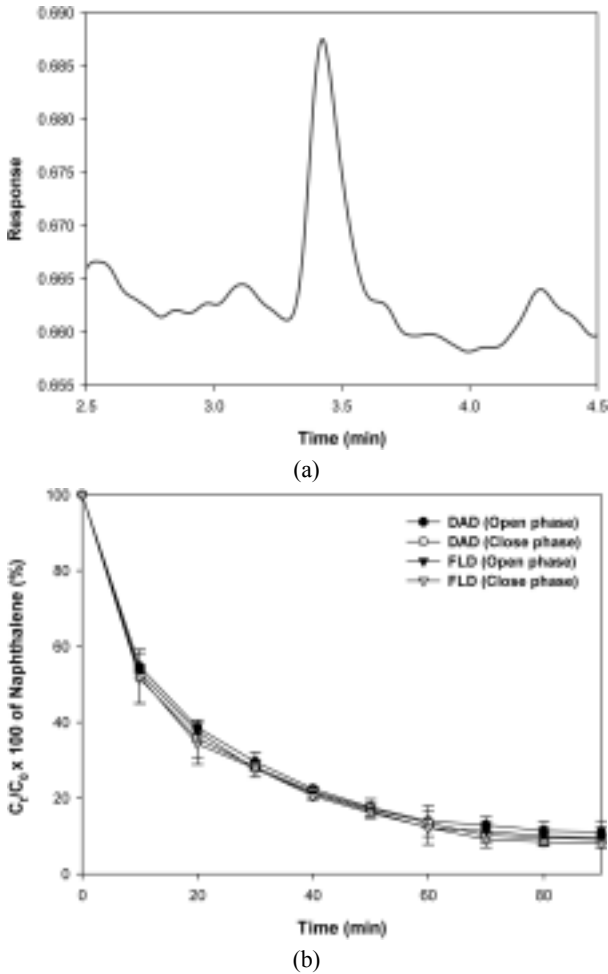 0.690
0.685
0.680
0.675
0.670
0.665
0.660
0.655
Response
2.5 3.0 3.5 4.0 4.5
Time (min)
(a)
100
80
60
40
20
0
C_t/C_0 x 100 of Naphthalene (%)
DAD (Open phase)
DAD (Close phase)
FLD (Open phase)
FLD (Close phase)
0 20 40 60 80
Time (min)
(b)